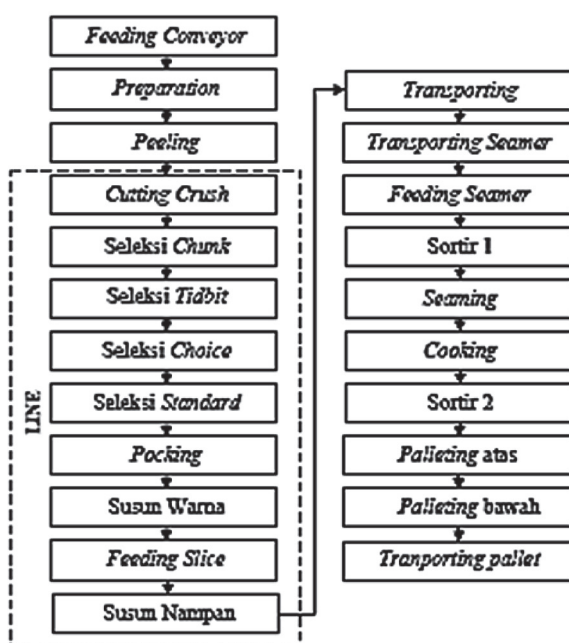 Feeding Conveyor
Preparation
Peeling
Cutting Crush
Seleksi Chunk
Seleksi Tidbit
Seleksi Choice
Seleksi Standard
Pocking
Susun Warna
Feeding Slice
Susun Nampan
LINE
Transporting
Transporting Seamer
Feeding Seamer
Sortir 1
Seaming
Cooking
Sortir 2
Palleting atas
Palleting bawah
Tranporting pallet